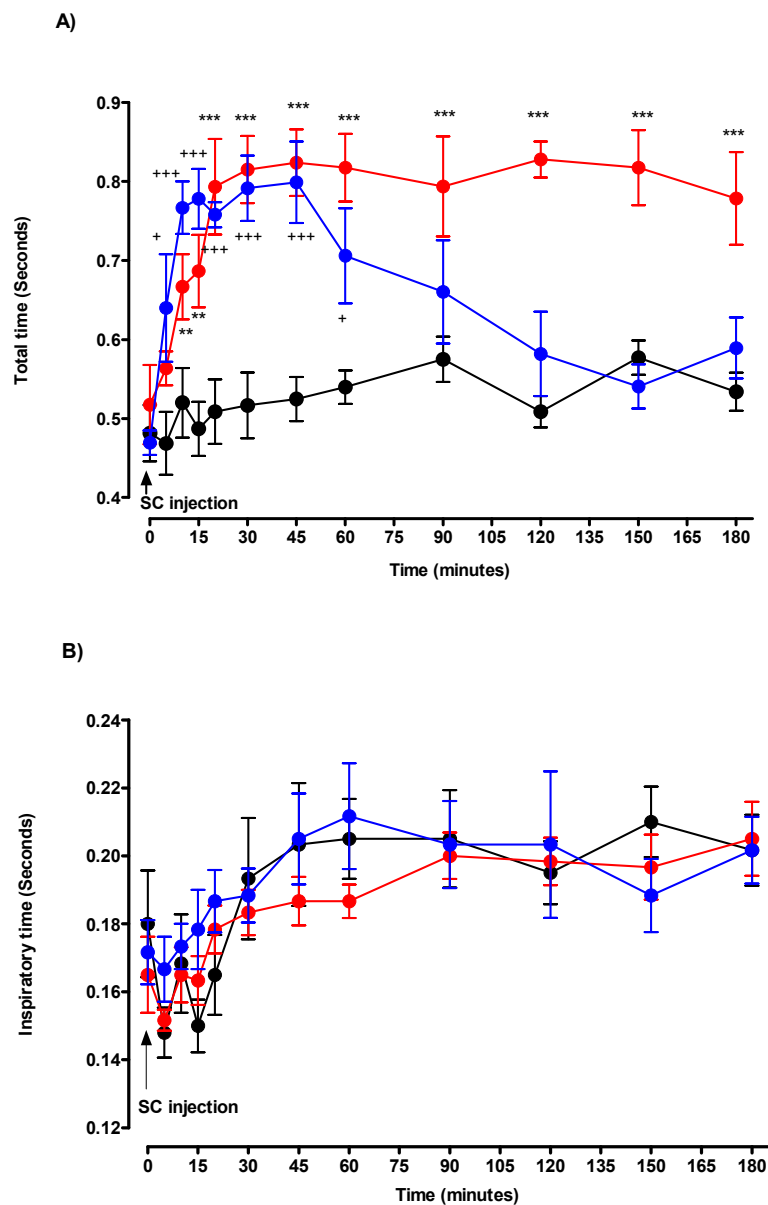 A)
Total time (Seconds)
0.9
0.8
0.7
0.6
0.5
0.4
*** *** *** *** *** *** *** ***
+++ +++
+ +++ +++ +++
** ** +
SC injection
0 15 30 45 60 75 90 105 120 135 150 165 180
Time (minutes)
B)
Inspiratory time (Seconds)
0.24
0.22
0.20
0.18
0.16
0.14
0.12
SC injection
0 15 30 45 60 75 90 105 120 135 150 165 180
Time (minutes)